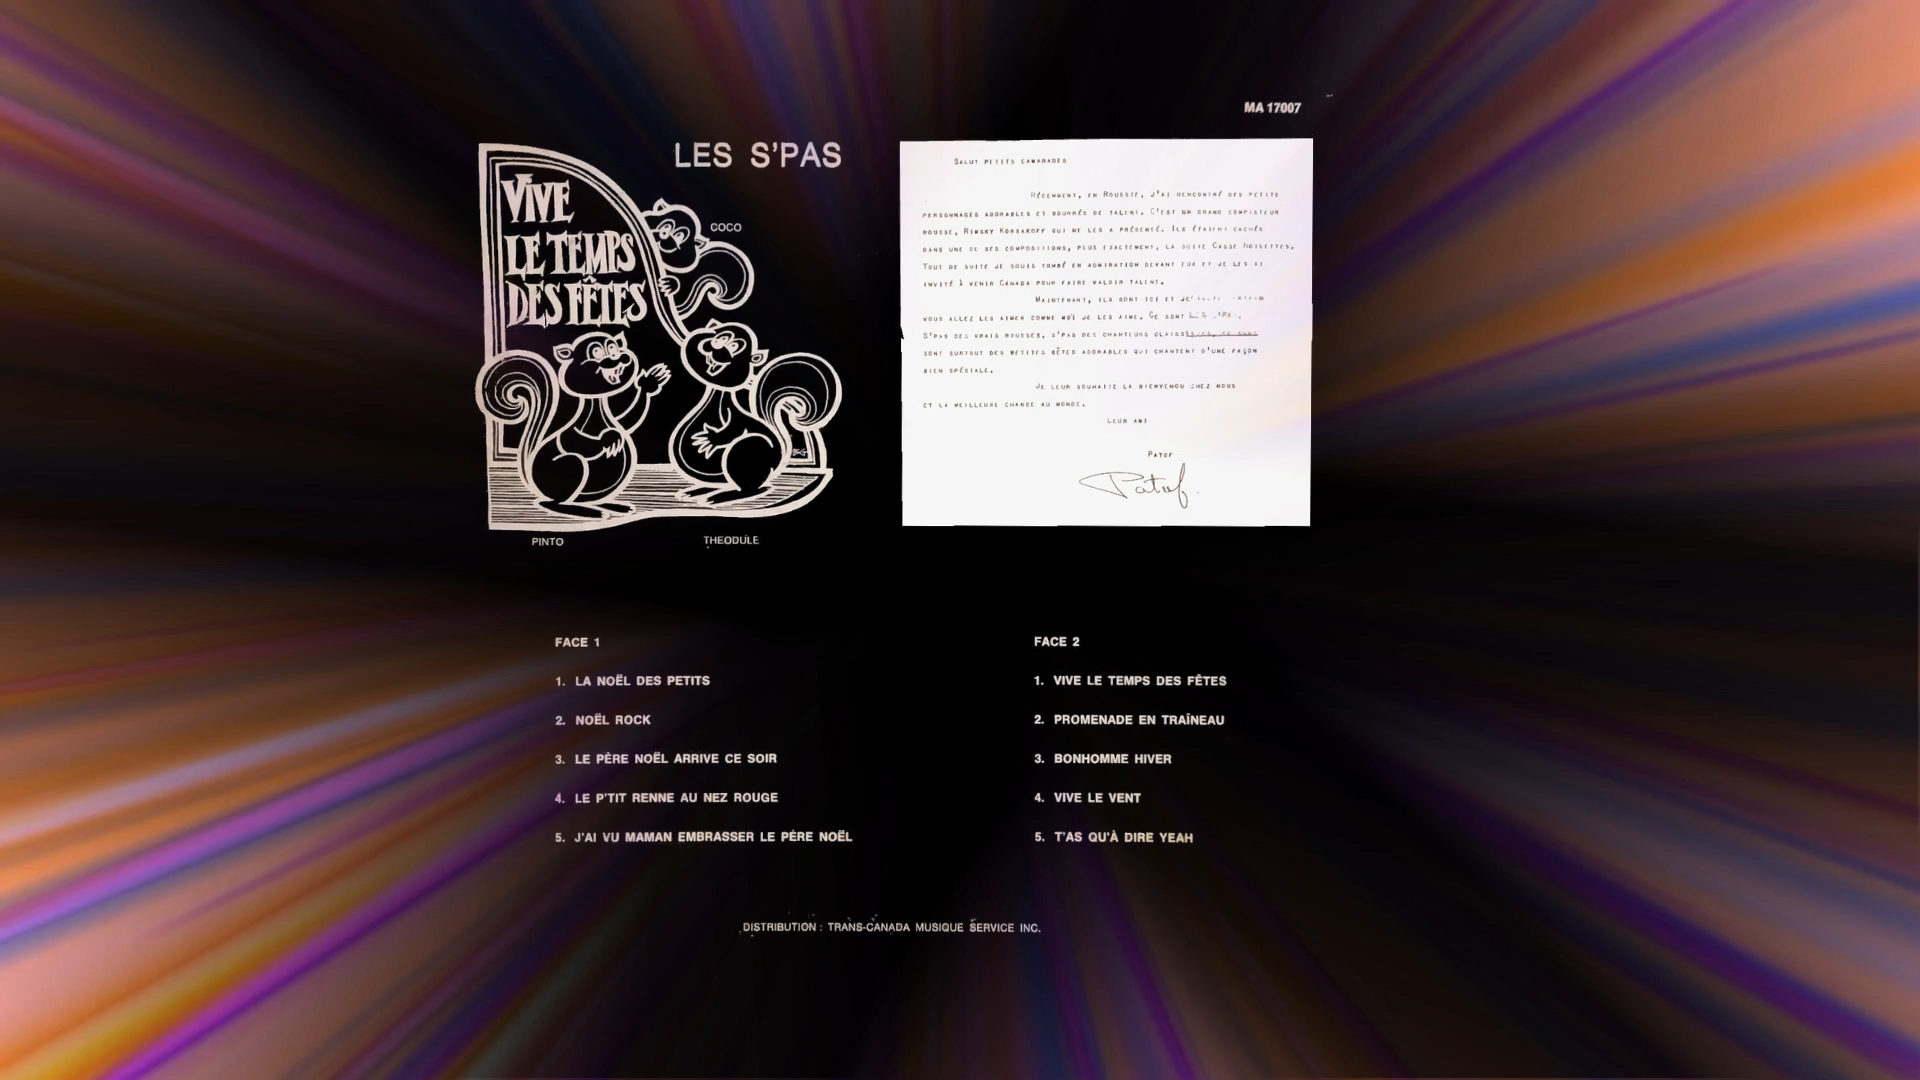 MA 17007
LES S'PAS
VIVE
LE TEMPS
DES FÊTES
COCO
PINTO
THEODULE
SALUT PETITS CAMARADES
RÉCEMMENT, EN ROUSSIE, J'AI RENCONTRÉ DES PETITS
PERSONNAGES ADORABLES ET BOURRÉS DE TALENT. C'EST UN GRAND COMPISTEUR
ROUSSE, RIMSKY KORSAKOFF QUI ME LES A PRÉSENTÉ. ILS ÉTAIENT CACHÉS
DANS UNE DE SES COMPOSITIONS, PLUS EXACTEMENT, LA SUITE CASSE NOISETTES.
TOUT DE SUITE JE SOUIS TOMBÉ EN ADMIRATION DEVANT EUX ET JE LES AI
INVITÉ À VENIR CANADA POUR FAIRE VALOIR TALENT.
MAINTENANT, ILS SONT ICI ET JE
VOUS ALLEZ LES AIMER COMME MOI JE LES AIME. CE SONT LES S'PAS.
S'PAS DES VRAIS ROUSSES, S'PAS DES CHANTEURS
SONT SURTOUT DES PETITES BÊTES ADORABLES QUI CHANTENT D'UNE FAÇON
BIEN SPÉCIALE.
JE LEUR SOUHAITE LA BIENVENOU CHEZ NOUS
ET LA MEILLEURE CHANCE AU MONDE.
LEUR AMI
PATOF
Patof.
FACE 1
1. LA NOËL DES PETITS
2. NOËL ROCK
3. LE PÈRE NOËL ARRIVE CE SOIR
4. LE P'TIT RENNE AU NEZ ROUGE
5. J'AI VU MAMAN EMBRASSER LE PÈRE NOËL
FACE 2
1. VIVE LE TEMPS DES FÊTES
2. PROMENADE EN TRAÎNEAU
3. BONHOMME HIVER
4. VIVE LE VENT
5. T'AS QU'À DIRE YEAH
DISTRIBUTION : TRANS-CANADA MUSIQUE SERVICE INC.